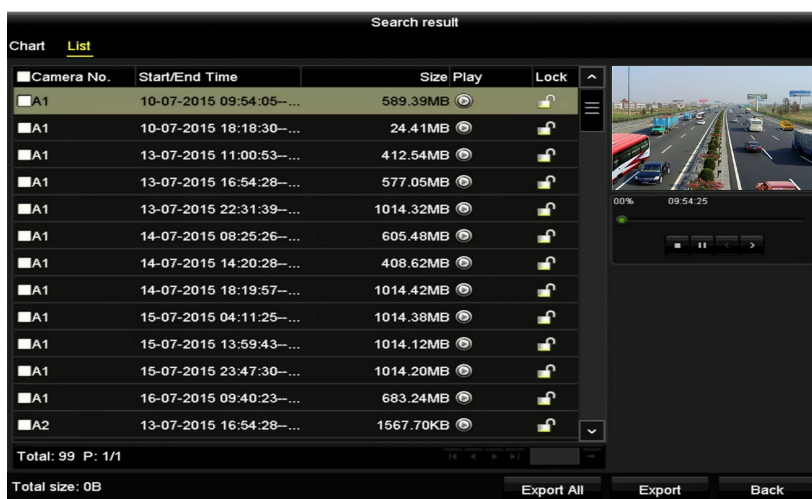 Search result
Chart List
Camera No. Start/End Time Size Play Lock
A1 10-07-2015 09:54:05--... 589.39MB
A1 10-07-2015 18:18:30--... 24.41MB
A1 13-07-2015 11:00:53--... 412.54MB
A1 13-07-2015 16:54:28--... 577.05MB
A1 13-07-2015 22:31:39--... 1014.32MB
A1 14-07-2015 08:25:26--... 605.48MB
A1 14-07-2015 14:20:28--... 408.62MB
A1 14-07-2015 18:19:57--... 1014.42MB
A1 15-07-2015 04:11:25--... 1014.38MB
A1 15-07-2015 13:59:43--... 1014.12MB
A1 15-07-2015 23:47:30--... 1014.20MB
A1 16-07-2015 09:40:23--... 683.24MB
A2 13-07-2015 16:54:28--... 1567.70KB
00% 09:54:25
Total: 99 P: 1/1
Total size: 0B
Export All Export Back